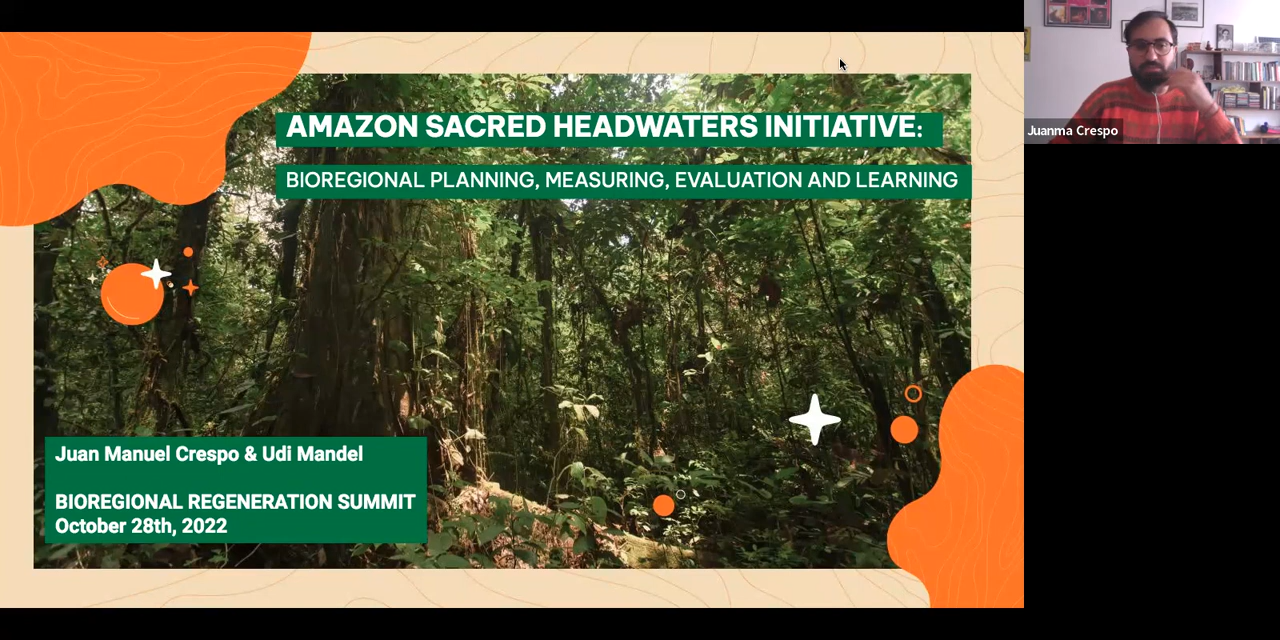 AMAZON SACRED HEADWATERS INITIATIVE:
BIOREGIONAL PLANNING, MEASURING, EVALUATION AND LEARNING
Juan Manuel Crespo & Udi Mandel
BIOREGIONAL REGENERATION SUMMIT
October 28th, 2022
Juanma Crespo